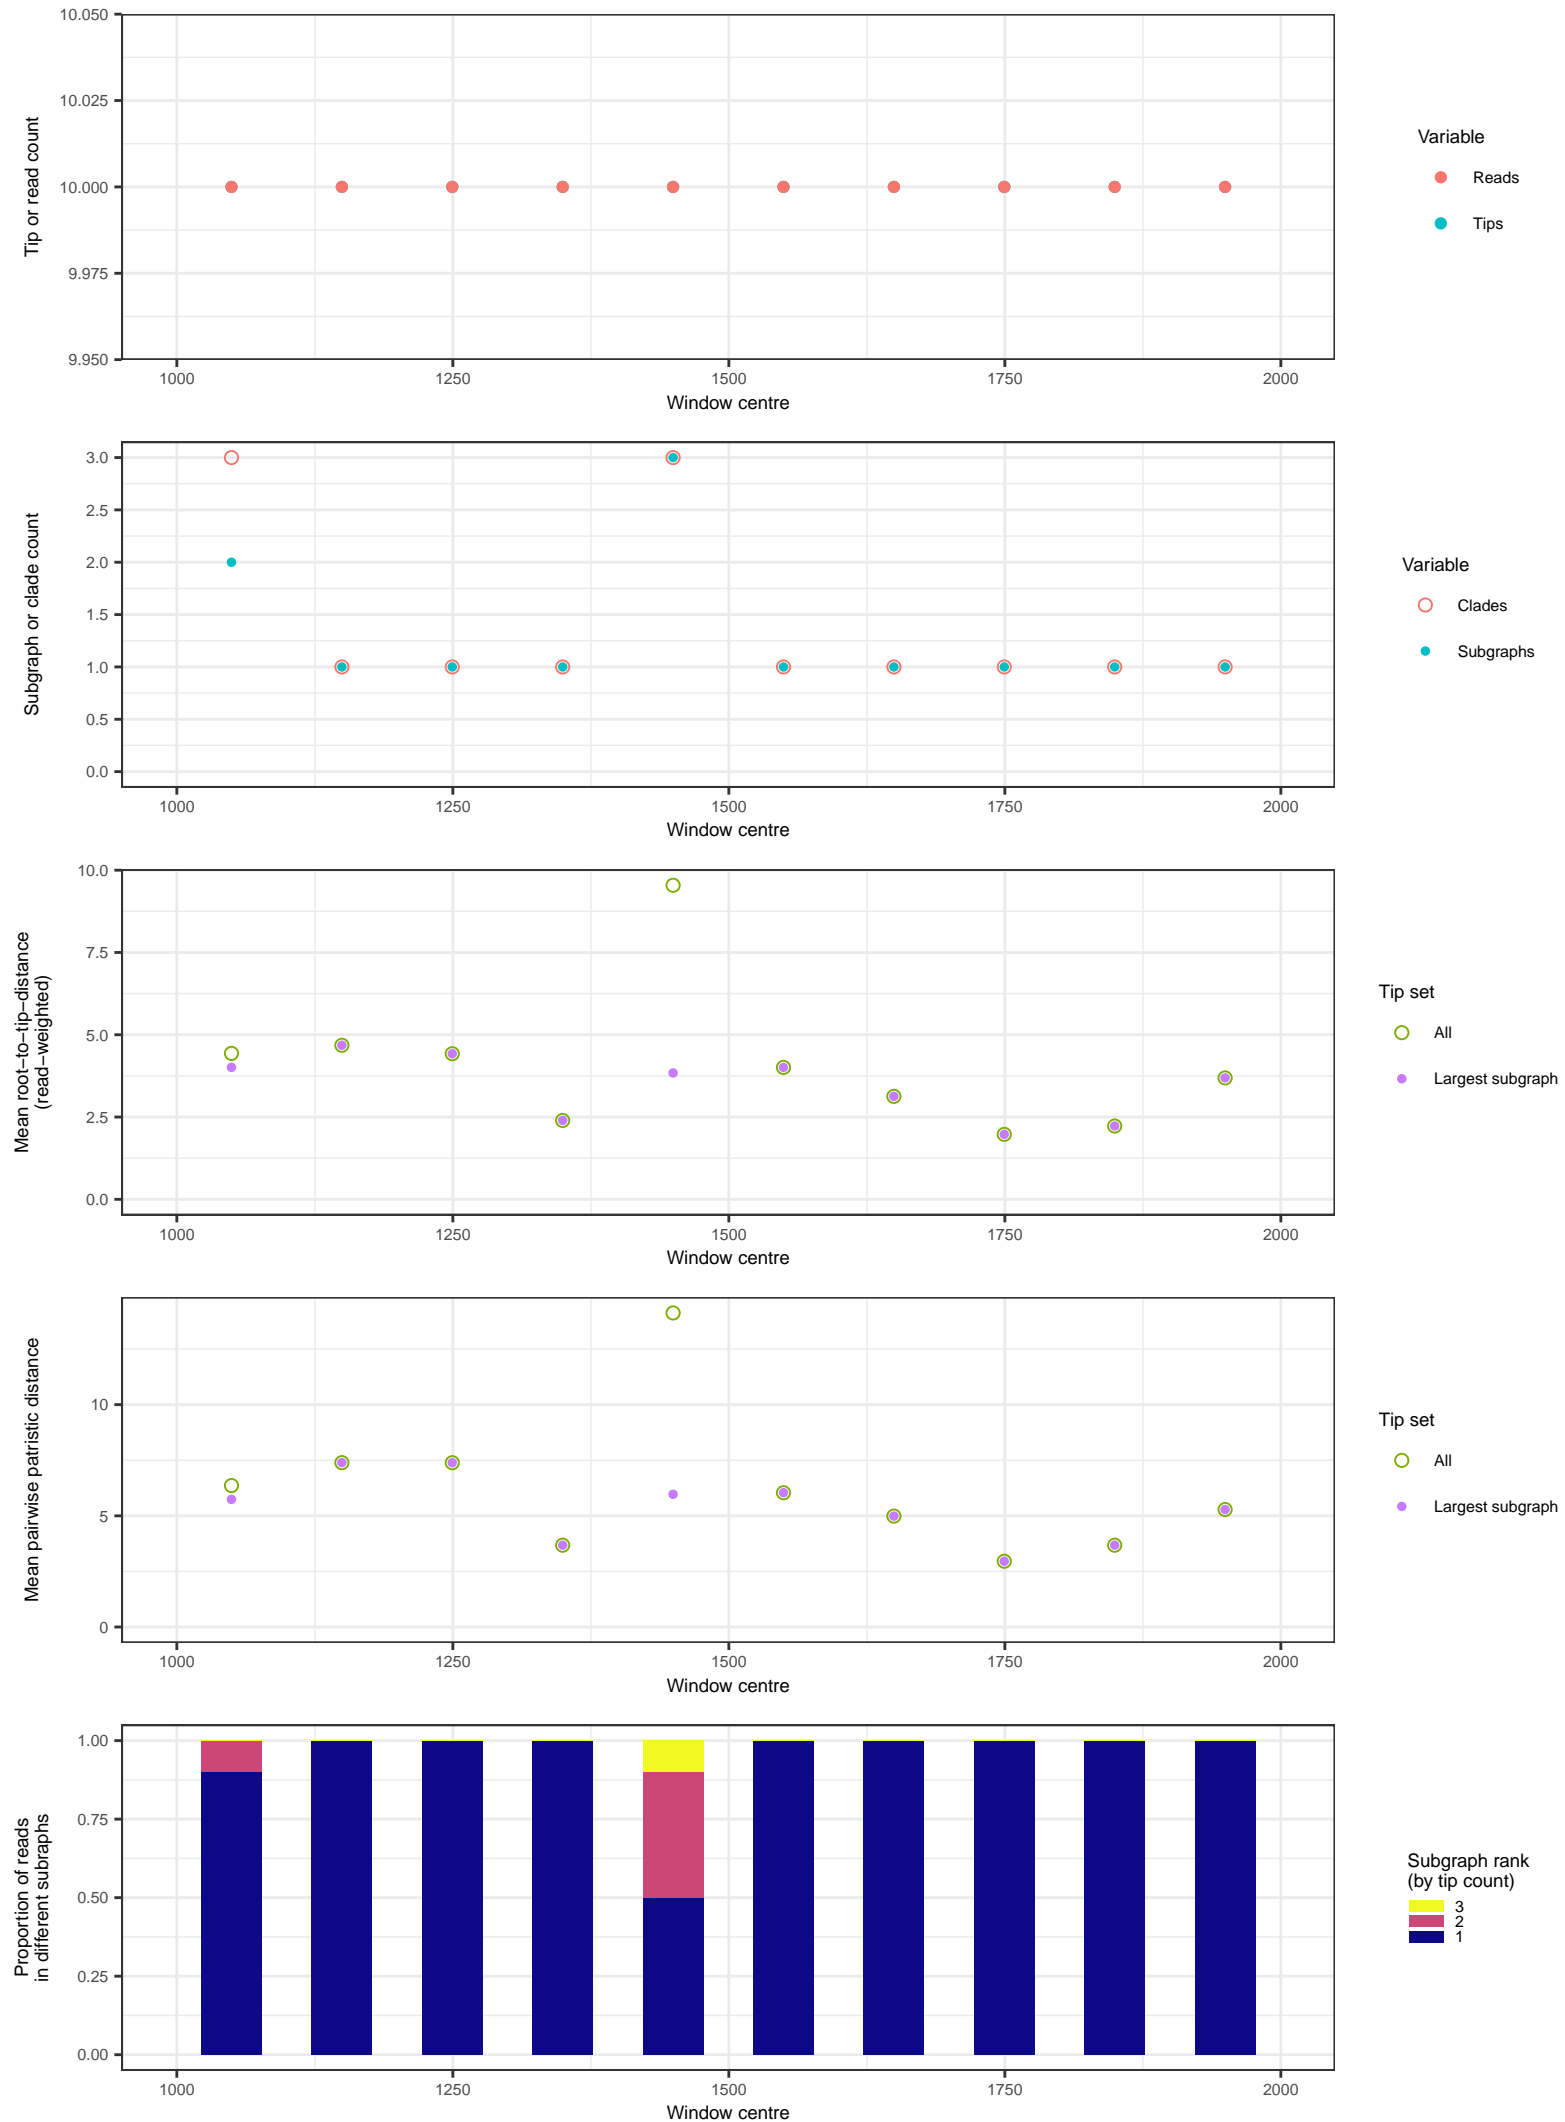 10.050
10.025
10.000
9.975
9.950
Tip or read count
1000 1250 1500 1750 2000
Window centre
Variable
Reads
Tips
3.0
2.5
2.0
1.5
1.0
0.5
0.0
Subgraph or clade count
1000 1250 1500 1750 2000
Window centre
Variable
Clades
Subgraphs
10.0
7.5
5.0
2.5
0.0
Mean root−to−tip−distance
(read−weighted)
1000 1250 1500 1750 2000
Window centre
Tip set
All
Largest subgraph
10
5
0
Mean pairwise patristic distance
1000 1250 1500 1750 2000
Window centre
Tip set
All
Largest subgraph
1.00
0.75
0.50
0.25
0.00
Proportion of reads
in different subraphs
1000 1250 1500 1750 2000
Window centre
Subgraph rank
(by tip count)
3
2
1